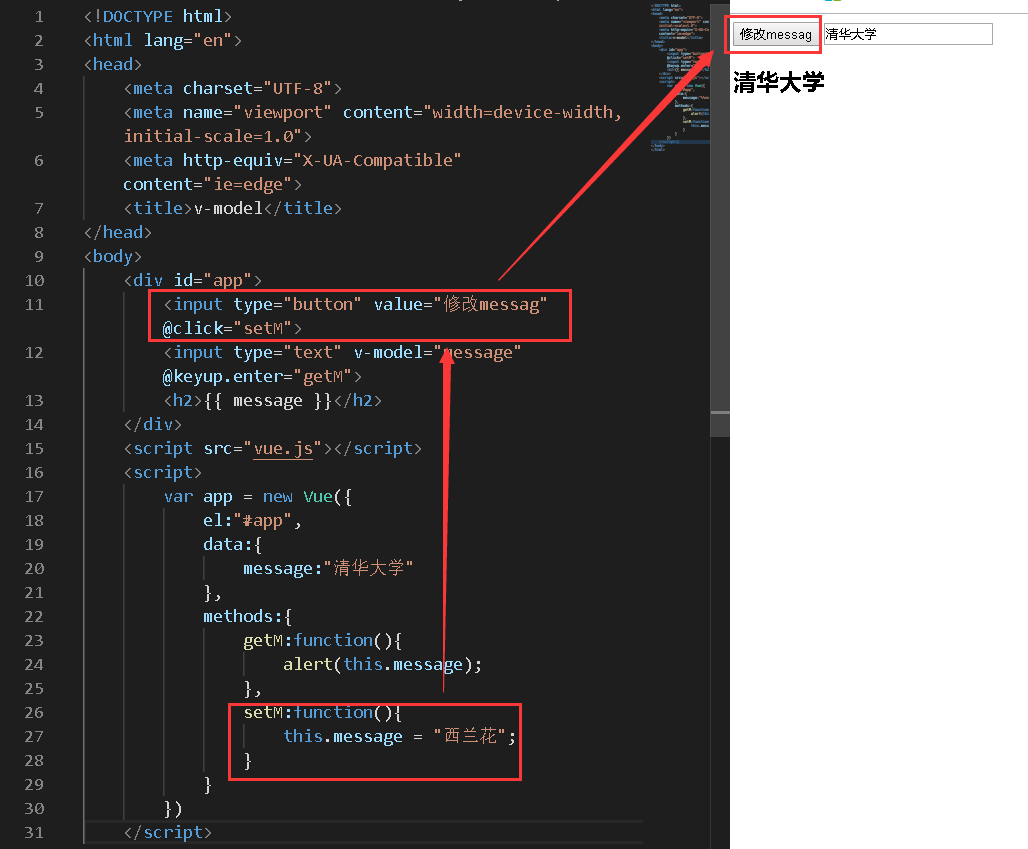 1 <!DOCTYPE html>
2 <html lang="en">
3 <head>
4 <meta charset="UTF-8">
5 <meta name="viewport" content="width=device-width,
initial-scale=1.0">
6 <meta http-equiv="X-UA-Compatible"
content="ie=edge">
7 <title>v-model</title>
8 </head>
9 <body>
10 <div id="app">
11 <input type="button" value="修改messag"
@click="setM">
12 <input type="text" v-model="message"
@keyup.enter="getM">
13 <h2>{{ message }}</h2>
14 </div>
15 <script src="vue.js"></script>
16 <script>
17 var app = new Vue({
18 el:"#app",
19 data:{
20 message:"清华大学"
21 },
22 methods:{
23 getM:function(){
24 alert(this.message);
25 },
26 setM:function(){
27 this.message = "西兰花";
28 }
29 }
30 })
31 </script>
修改messag 清华大学
清华大学